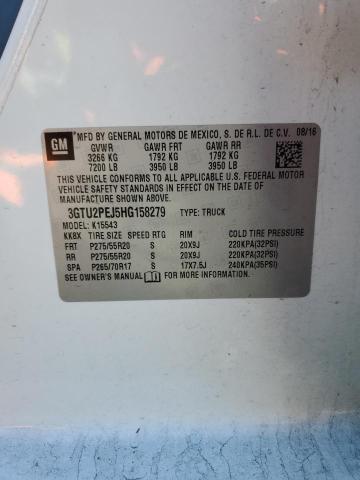 GM
MFD BY GENERAL MOTORS DE MEXICO, S. DE R.L. DE C.V. 08/16
GVWR GAWR FRT GAWR RR
3266 KG 1792 KG 1792 KG
7200 LB 3950 LB 3950 LB
THIS VEHICLE CONFORMS TO ALL APPLICABLE U.S. FEDERAL MOTOR
VEHICLE SAFETY AND THEFT PREVENTION STANDARDS IN EFFECT ON THE DATE OF MANUFACTURE
SHOWN ABOVE.
3GTU2PEJ5HG158279 TYPE: TRUCK
MODEL: K15543
KKBX TIRE SIZE SPEED RTG RIM COLD TIRE PRESSURE
FRT P275/55R20 S 20X9J 220KPA(32PSI)
RR P275/55R20 S 20X9J 220KPA(32PSI)
SPA P265/70R17 S 17X7.5J 240KPA(35PSI)
SEE OWNER'S MANUAL FOR MORE INFORMATION.